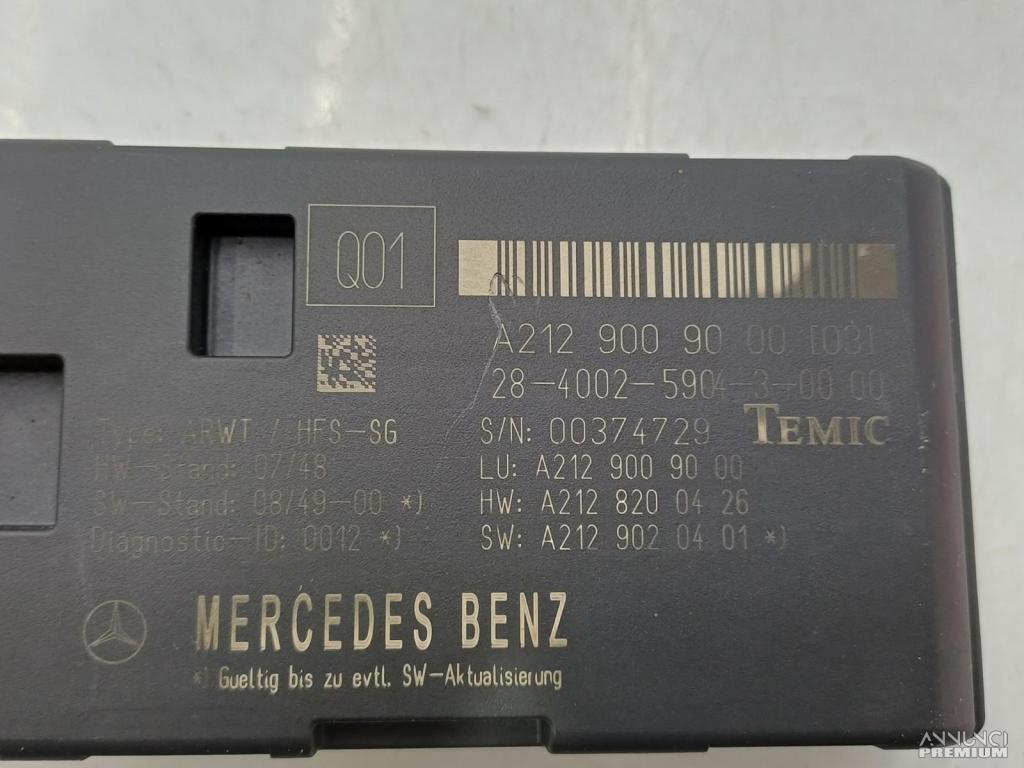 Q01
A212 900 90 00 [03]
28-4002-5904-3-00 00
TEMIC
Type: ARWT / HFS-SG
HW-Stand: 07/48
SW-Stand: 08/49-00 *)
Diagnostic-ID: 0012 *)
S/N: 00374729
LU: A212 900 90 00
HW: A212 820 04 26
SW: A212 902 04 01 *)
MERCEDES BENZ
*) Gueltig bis zu evtl. SW-Aktualisierung
ANNUNCI
PREMIUM